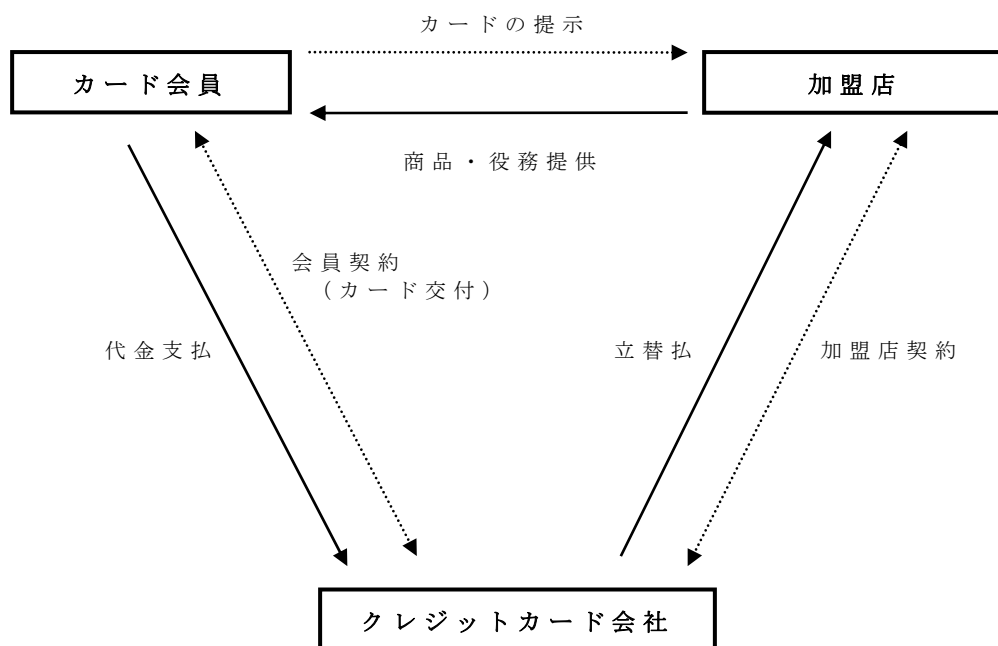 カードの提示
カード会員
加盟店
商品・役務提供
会員契約
（カード交付）
代金支払
立替払
加盟店契約
クレジットカード会社